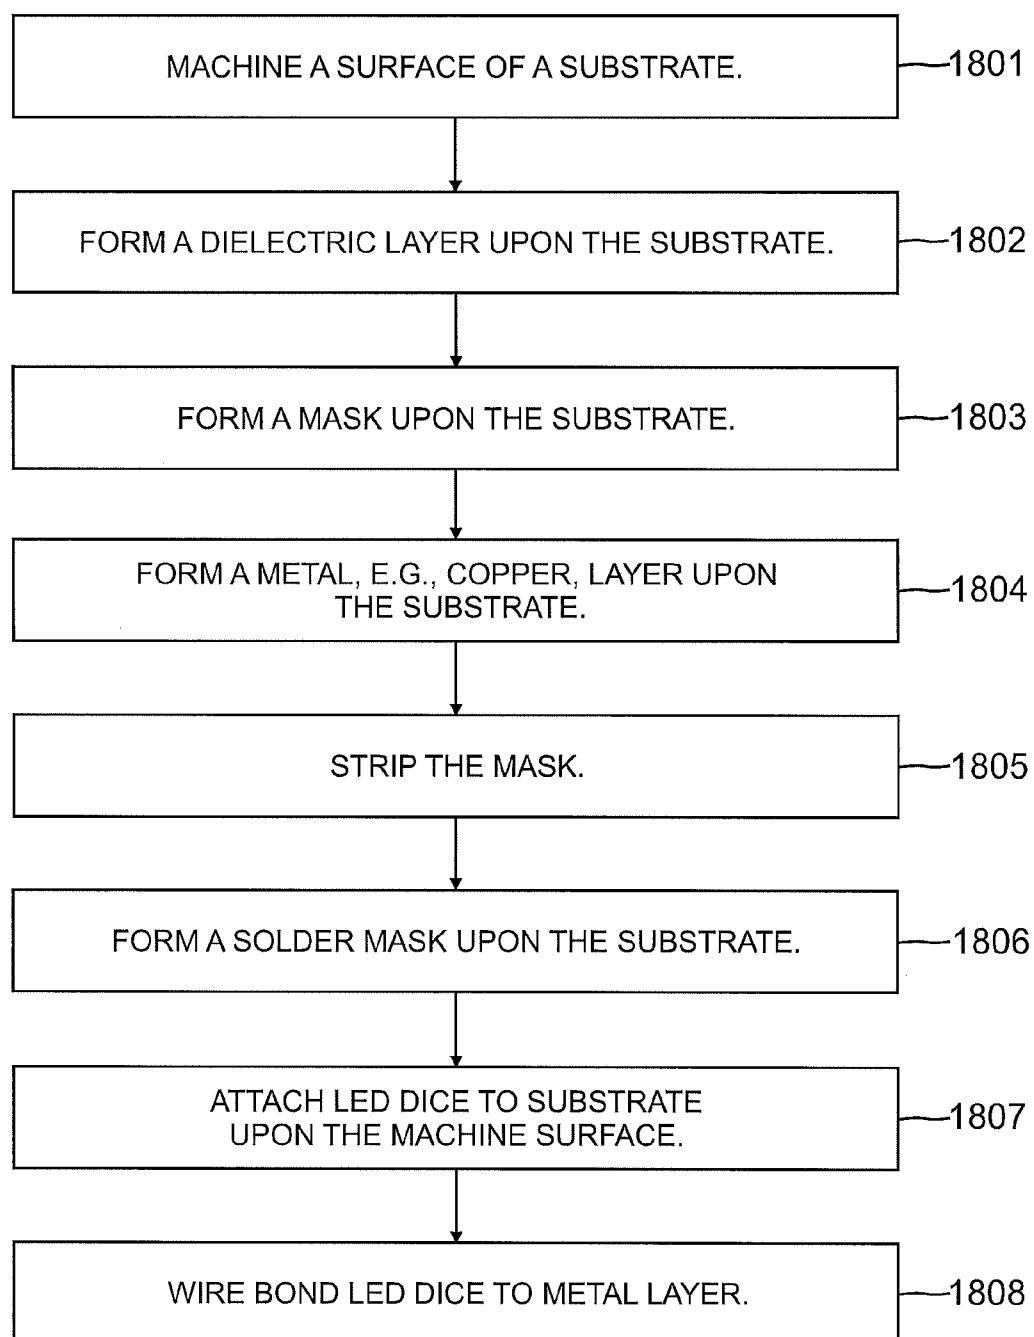 MACHINE A SURFACE OF A SUBSTRATE.
1801
FORM A DIELECTRIC LAYER UPON THE SUBSTRATE.
1802
FORM A MASK UPON THE SUBSTRATE.
1803
FORM A METAL, E.G., COPPER, LAYER UPON
THE SUBSTRATE.
1804
STRIP THE MASK.
1805
FORM A SOLDER MASK UPON THE SUBSTRATE.
1806
ATTACH LED DICE TO SUBSTRATE
UPON THE MACHINE SURFACE.
1807
WIRE BOND LED DICE TO METAL LAYER.
1808